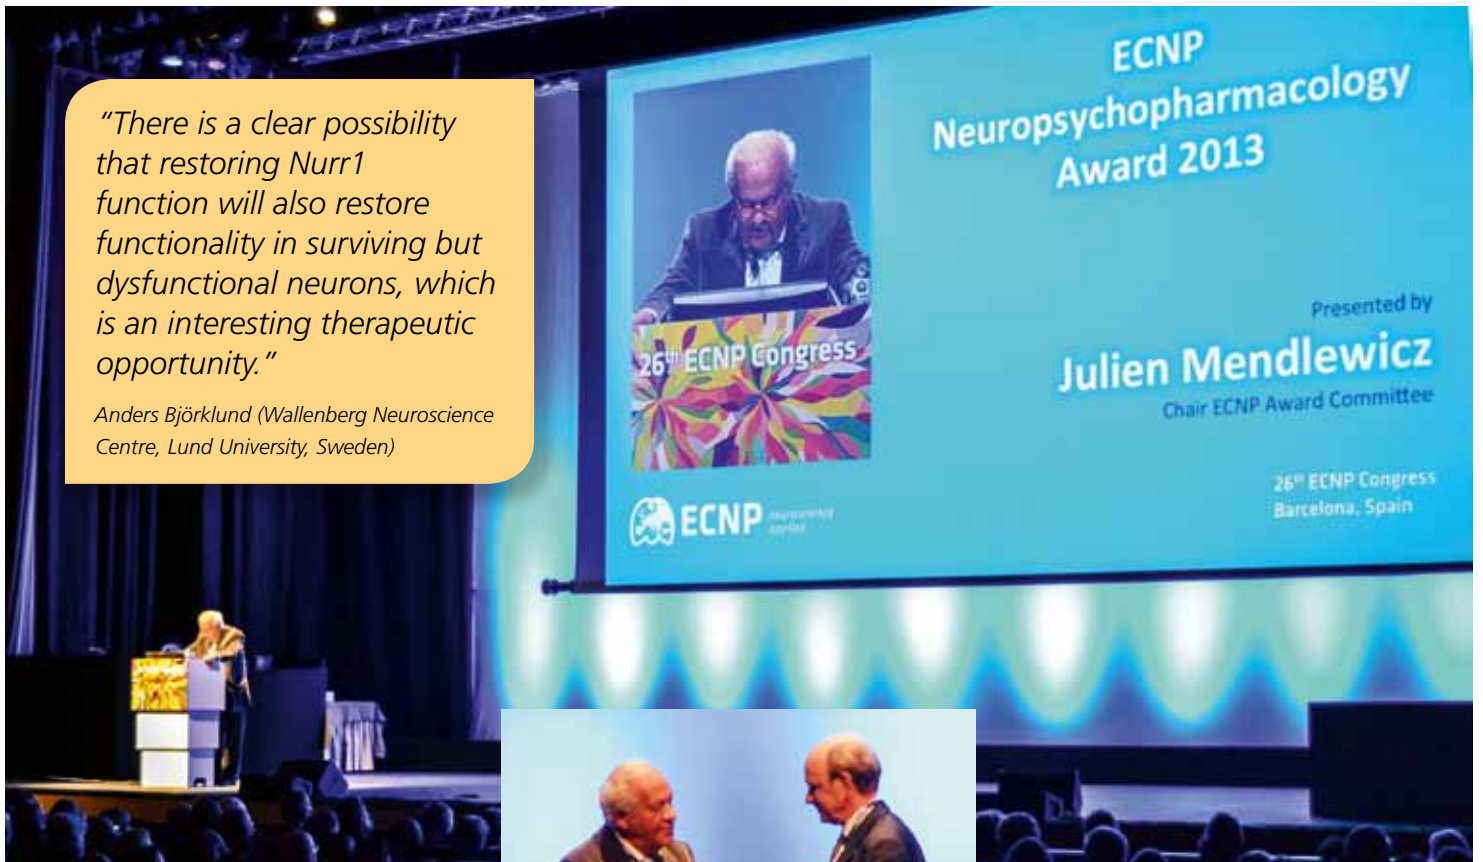 "There is a clear possibility
that restoring Nurr1
function will also restore
functionality in surviving but
dysfunctional neurons, which
is an interesting therapeutic
opportunity."
Anders Björklund (Wallenberg Neuroscience
Centre, Lund University, Sweden)
ECNP
Neuropsychopharmacology
Award 2013
Presented by
Julien Mendlewicz
Chair ECNP Award Committee
26th ECNP Congress
Barcelona, Spain
26th ECNP Congress
ECNP
neuroscience
applied